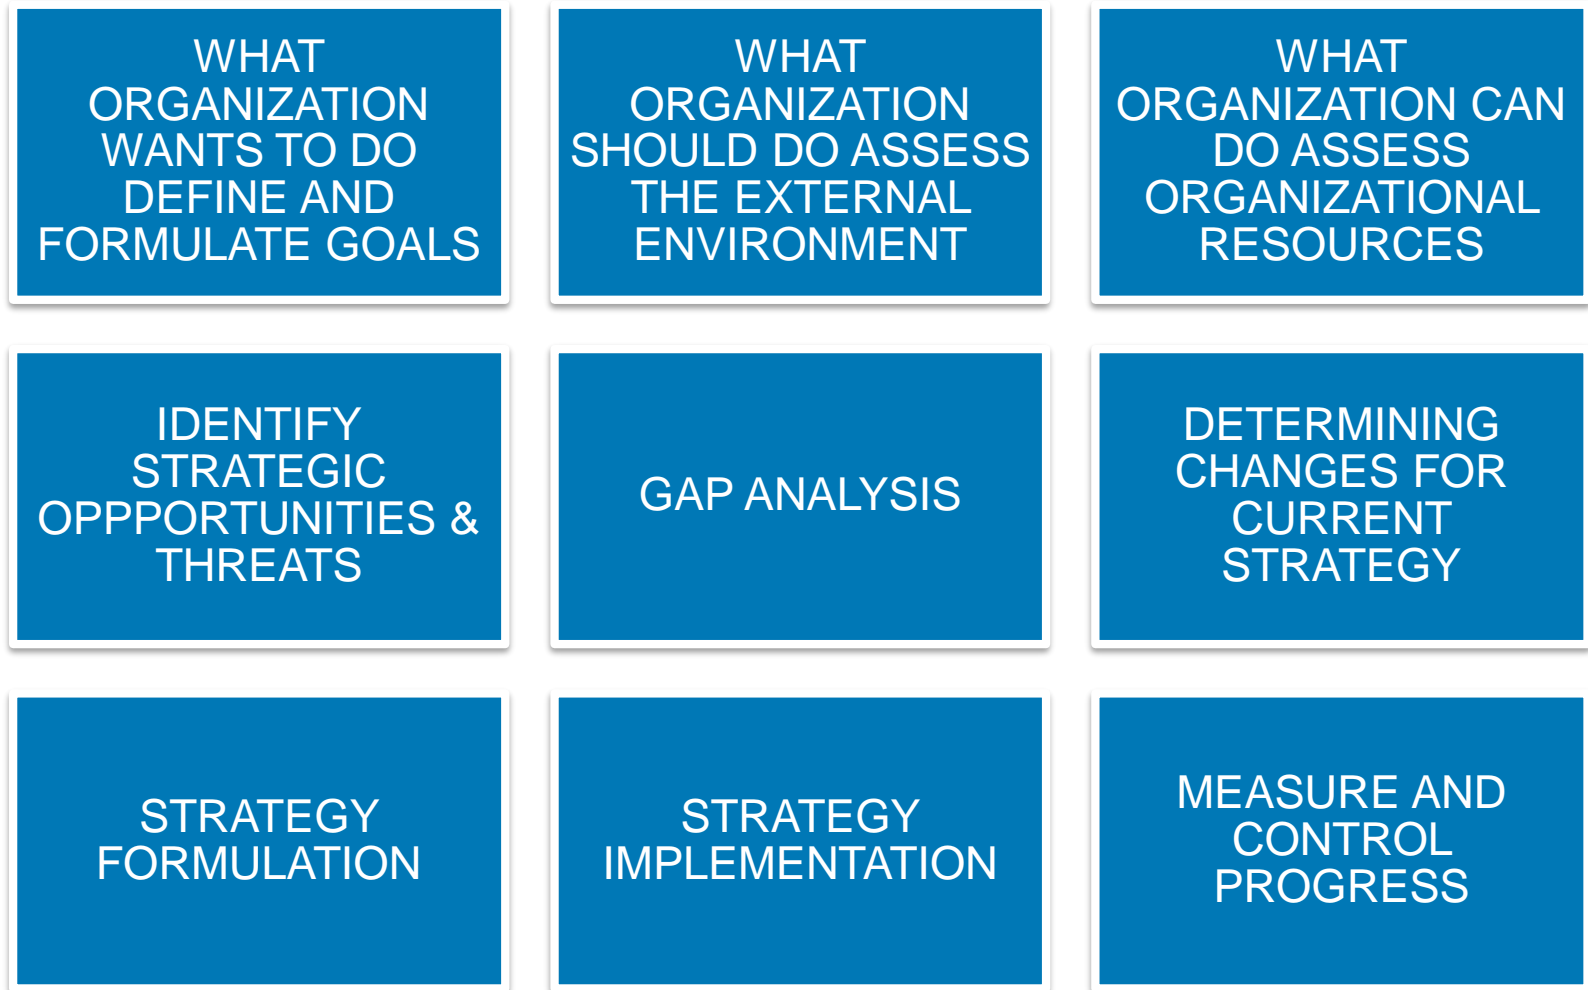 WHAT
ORGANIZATION
WANTS TO DO
DEFINE AND
FORMULATE GOALS
WHAT
ORGANIZATION
SHOULD DO ASSESS
THE EXTERNAL
ENVIRONMENT
WHAT
ORGANIZATION CAN
DO ASSESS
ORGANIZATIONAL
RESOURCES
IDENTIFY
STRATEGIC
OPPPORTUNITIES &
THREATS
GAP ANALYSIS
DETERMINING
CHANGES FOR
CURRENT
STRATEGY
STRATEGY
FORMULATION
STRATEGY
IMPLEMENTATION
MEASURE AND
CONTROL
PROGRESS